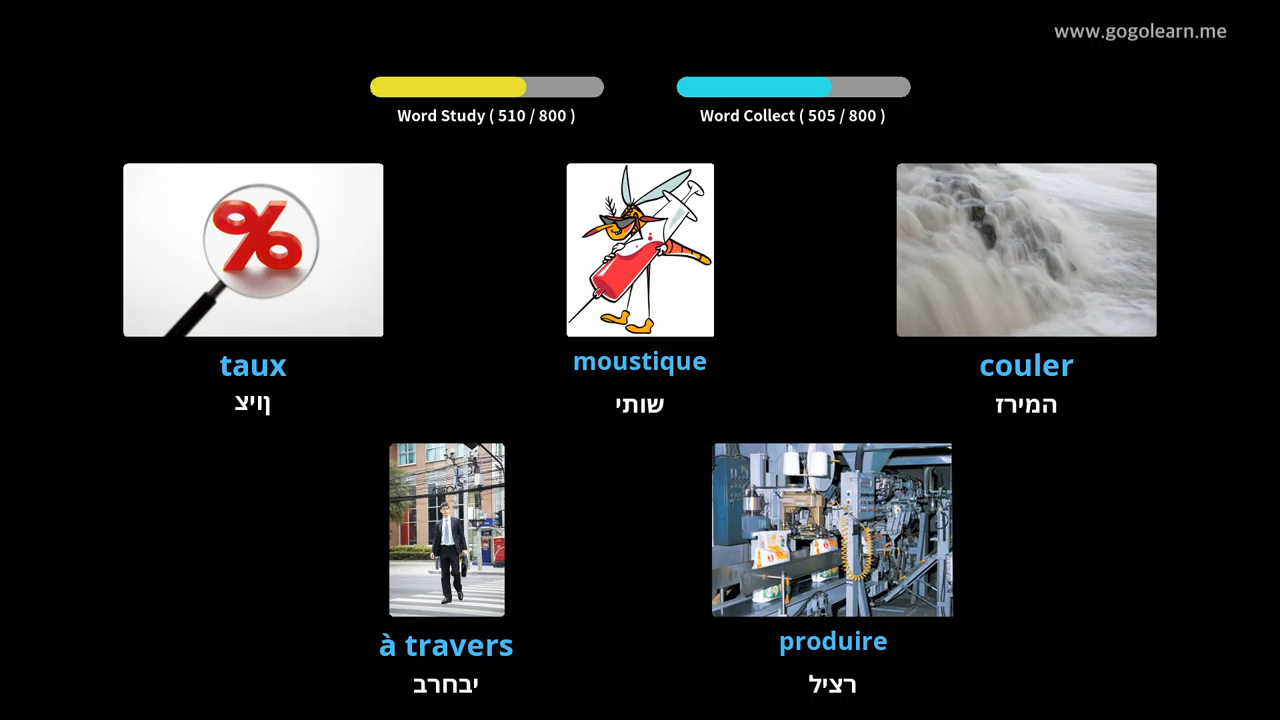 www.gogolearn.me
Word Study ( 510 / 800 )
Word Collect ( 505 / 800 )
taux
ןויצ
moustique
שותי
couler
המירז
à travers
יבחרב
produire
רציל